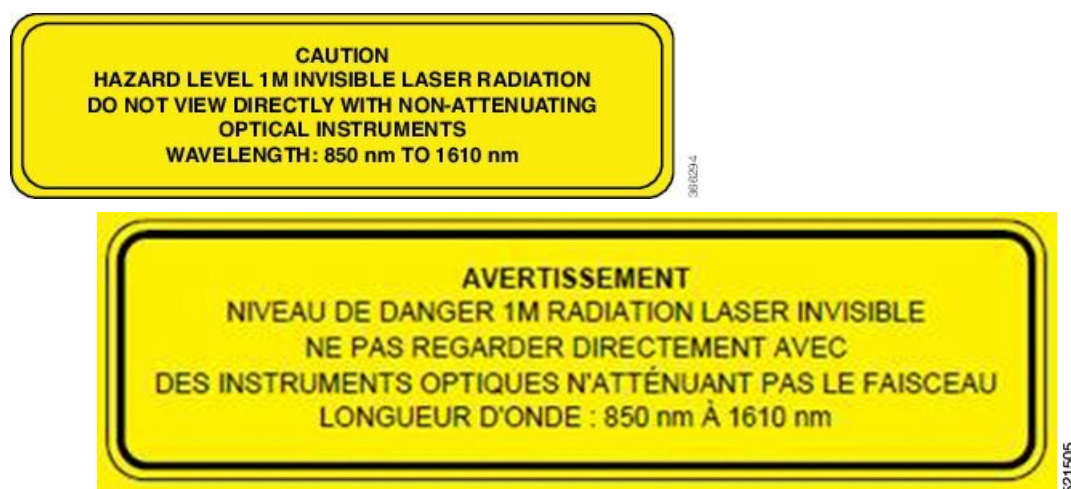 CAUTION
HAZARD LEVEL 1M INVISIBLE LASER RADIATION
DO NOT VIEW DIRECTLY WITH NON-ATTENUATING
OPTICAL INSTRUMENTS
WAVELENGTH: 850 nm TO 1610 nm
366294
AVERTISSEMENT
NIVEAU DE DANGER 1M RADIATION LASER INVISIBLE
NE PAS REGARDER DIRECTEMENT AVEC
DES INSTRUMENTS OPTIQUES N'ATTÉNUANT PAS LE FAISCEAU
LONGUEUR D'ONDE : 850 nm À 1610 nm
521505